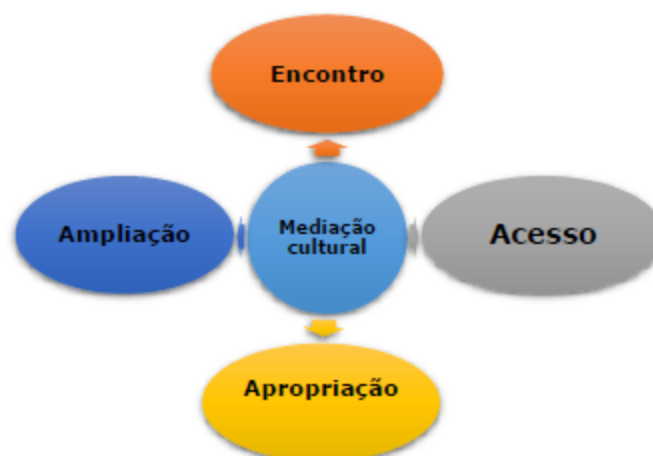 Encontro
Ampliação
Mediação
cultural
Acesso
Apropriação